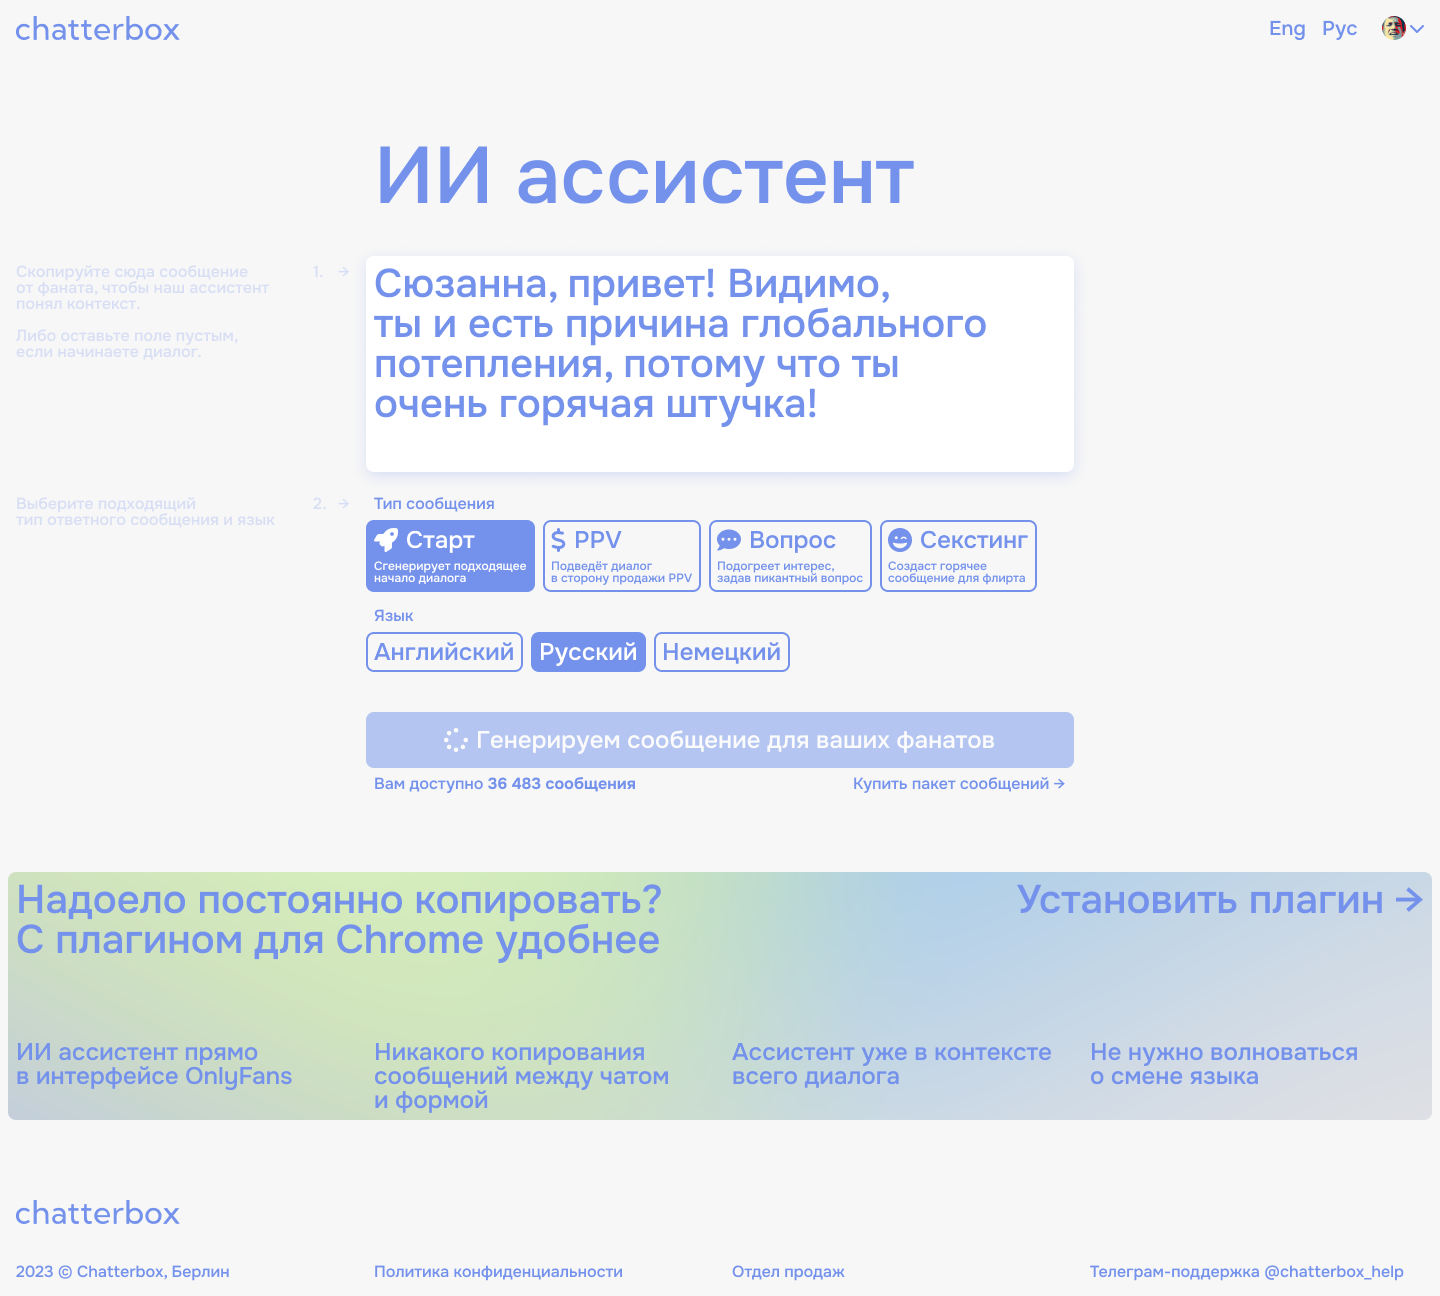 chatterbox
Eng Рус
ИИ ассистент
Скопируйте сюда сообщение
от фаната, чтобы наш ассистент
понял контекст.
Либо оставьте поле пустым,
если начинаете диалог.
1. →
Сюзанна, привет! Видимо,
ты и есть причина глобального
потепления, потому что ты
очень горячая штучка!
Выберите подходящий
тип ответного сообщения и язык
2. →
Тип сообщения
Старт
Сгенерирует подходящее
начало диалога
PPV
Подведёт диалог
в сторону продажи PPV
Вопрос
Подогреет интерес,
задав пикантный вопрос
Секстинг
Создаст горячее
сообщение для флирта
Язык
Английский
Русский
Немецкий
Генерируем сообщение для ваших фанатов
Вам доступно 36 483 сообщения
Купить пакет сообщений →
Надоело постоянно копировать?
С плагином для Chrome удобнее
Установить плагин →
ИИ ассистент прямо
в интерфейсе OnlyFans
Никакого копирования
сообщений между чатом
и формой
Ассистент уже в контексте
всего диалога
Не нужно волноваться
о смене языка
chatterbox
2023 © Chatterbox, Берлин
Политика конфиденциальности
Отдел продаж
Телеграм-поддержка @chatterbox_help